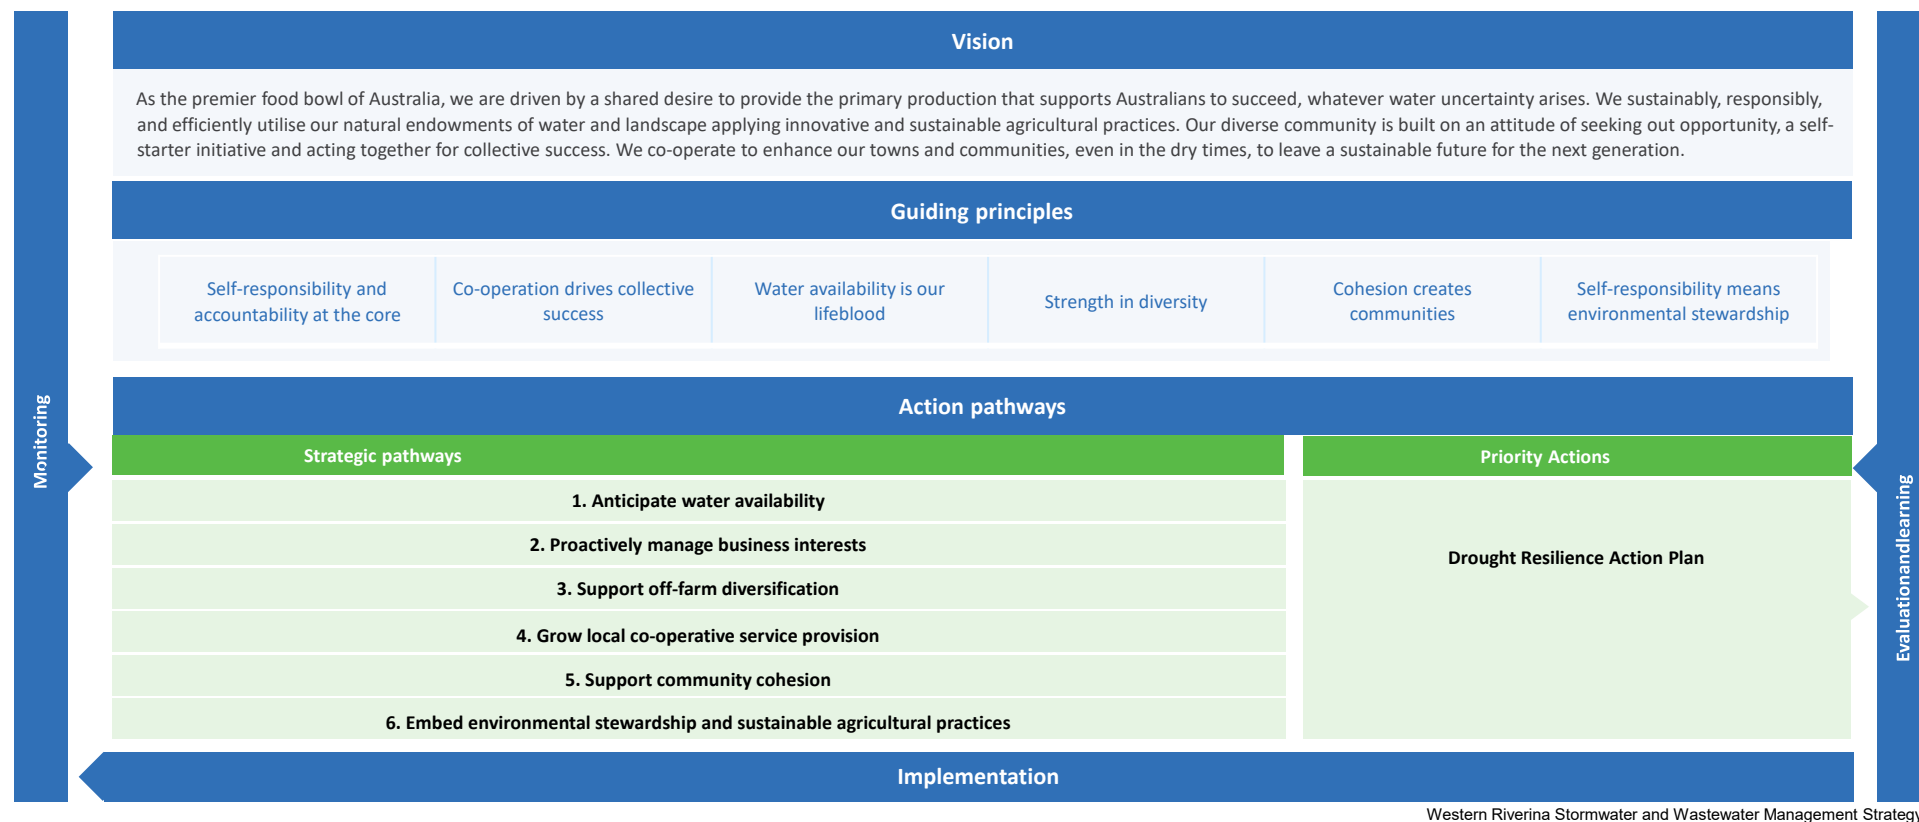 Vision
As the premier food bowl of Australia, we are driven by a shared desire to provide the primary production that supports Australians to succeed, whatever water uncertainty arises. We sustainably, responsibly,
and efficiently utilise our natural endowments of water and landscape applying innovative and sustainable agricultural practices. Our diverse community is built on an attitude of seeking out opportunity, a self-
starter initiative and acting together for collective success. We co-operate to enhance our towns and communities, even in the dry times, to leave a sustainable future for the next generation.
Guiding principles
Self-responsibility and
accountability at the core
Co-operation drives collective
success
Water availability is our
lifeblood
Strength in diversity
Cohesion creates
communities
Self-responsibility means
environmental stewardship
Monitoring
Action pathways
Strategic pathways
1. Anticipate water availability
2. Proactively manage business interests
3. Support off-farm diversification
4. Grow local co-operative service provision
5. Support community cohesion
6. Embed environmental stewardship and sustainable agricultural practices
Priority Actions
Drought Resilience Action Plan
Evaluationandlearning
Implementation
Western Riverina Stormwater and Wastewater Management Strategy